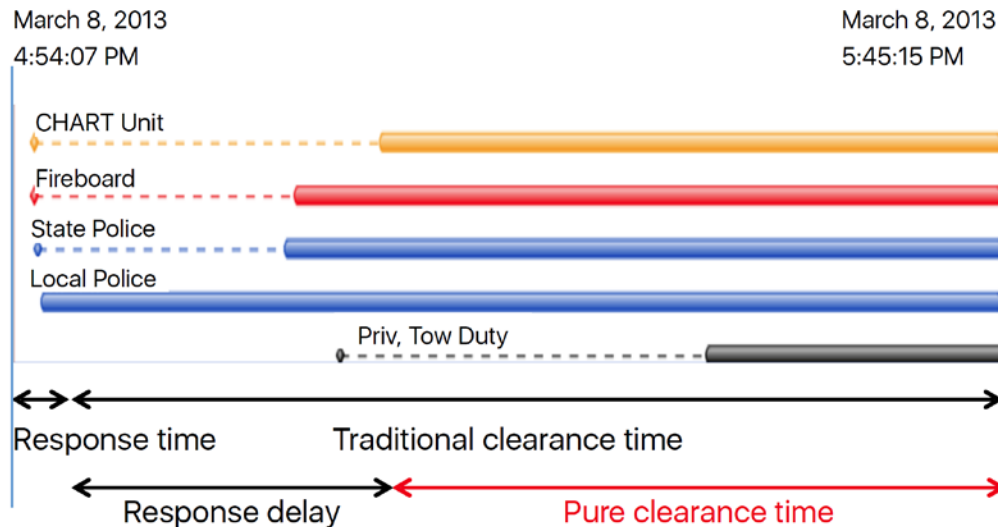 March 8, 2013
4:54:07 PM
March 8, 2013
5:45:15 PM
CHART Unit
Fireboard
State Police
Local Police
Priv, Tow Duty
Response time
Traditional clearance time
Response delay
Pure clearance time